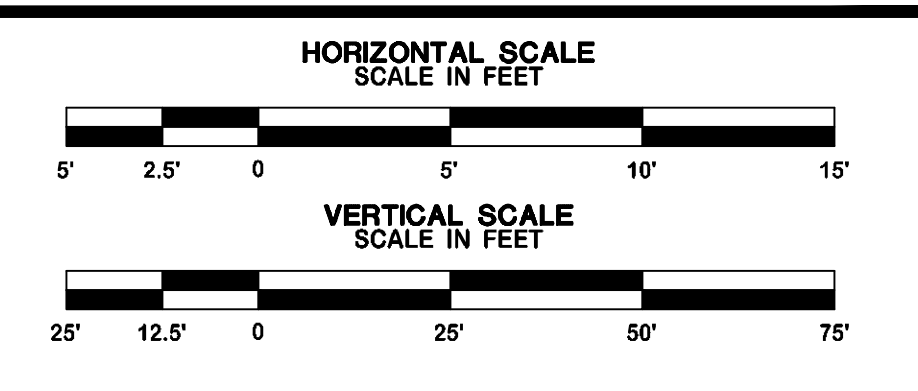 HORIZONTAL SCALE
SCALE IN FEET
5' 2.5' 0 5' 10' 15'
VERTICAL SCALE
SCALE IN FEET
25' 12.5' 0 25' 50' 75'